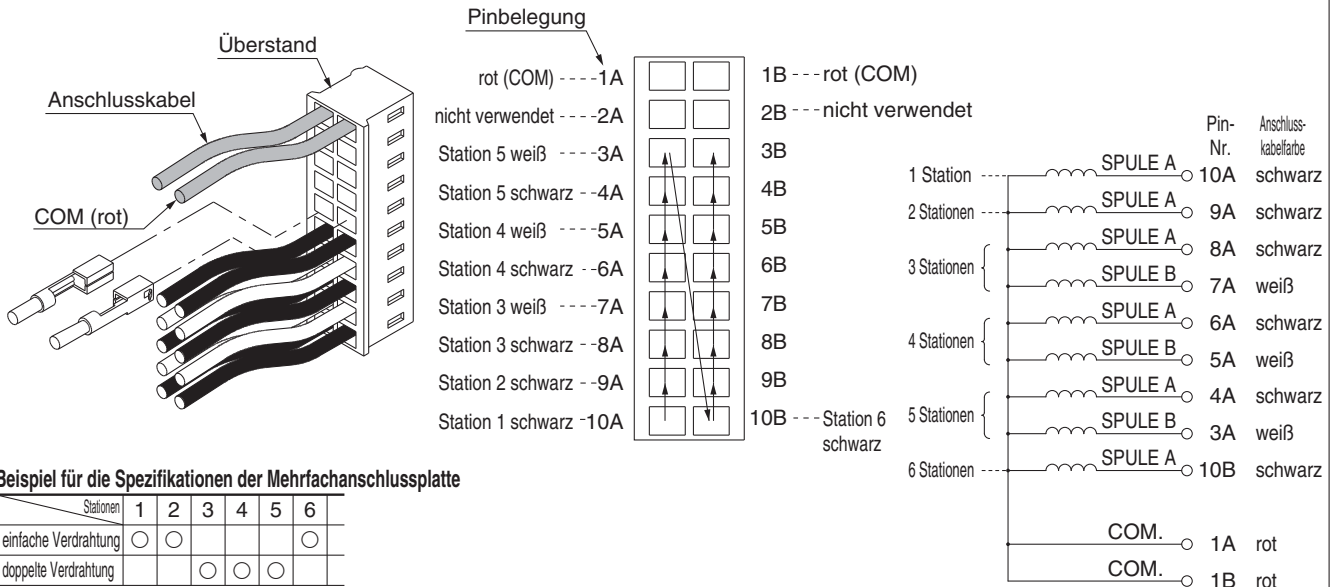 Pinbelegung
Überstand
Anschlusskabel
COM (rot)
rot (COM) ----1A
nicht verwendet ----2A
Station 5 weiß ----3A
Station 5 schwarz --4A
Station 4 weiß ----5A
Station 4 schwarz --6A
Station 3 weiß ----7A
Station 3 schwarz --8A
Station 2 schwarz --9A
Station 1 schwarz -10A
1B ---rot (COM)
2B ---nicht verwendet
3B
4B
5B
6B
7B
8B
9B
10B ---Station 6
schwarz
Pin-
Nr.
Anschluss-
kabelfarbe
1 Station --- SPULE A 10A schwarz
2 Stationen --- SPULE A 9A schwarz
3 Stationen { SPULE A 8A schwarz
SPULE B 7A weiß
4 Stationen { SPULE A 6A schwarz
SPULE B 5A weiß
5 Stationen { SPULE A 4A schwarz
SPULE B 3A weiß
6 Stationen --- SPULE A 10B schwarz
COM. 1A rot
COM. 1B rot
Beispiel für die Spezifikationen der Mehrfachanschlussplatte
Stationen 1 2 3 4 5 6
einfache Verdrahtung ○ ○ ○
doppelte Verdrahtung ○ ○ ○